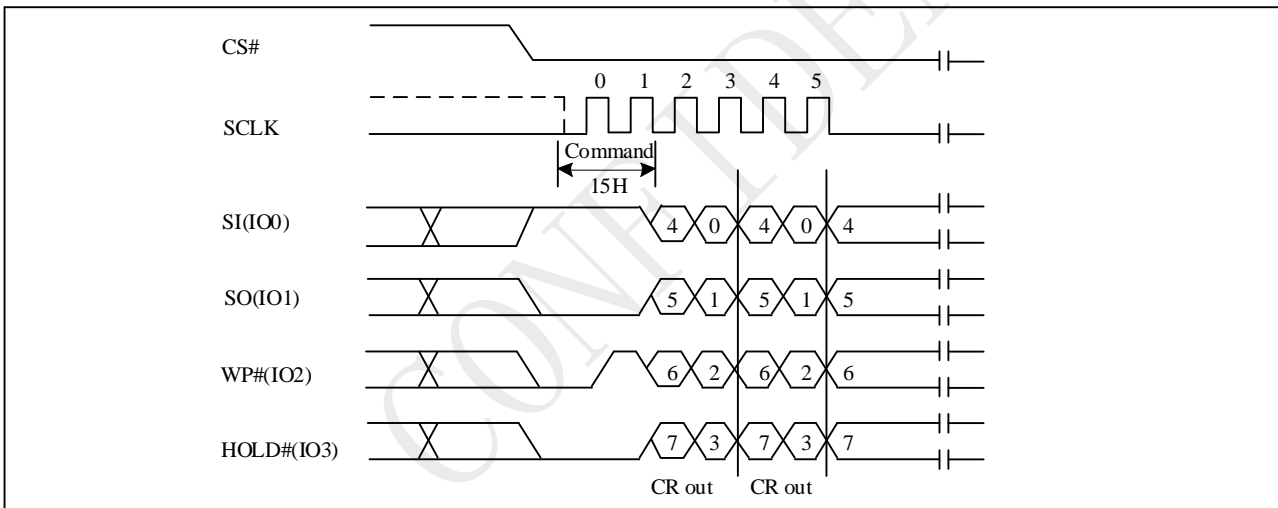 CS#
0 1 2 3 4 5
SCLK
Command
15H
SI(IO0) 4 0 4 0 4
SO(IO1) 5 1 5 1 5
WP#(IO2) 6 2 6 2 6
HOLD#(IO3) 7 3 7 3 7
CR out CR out